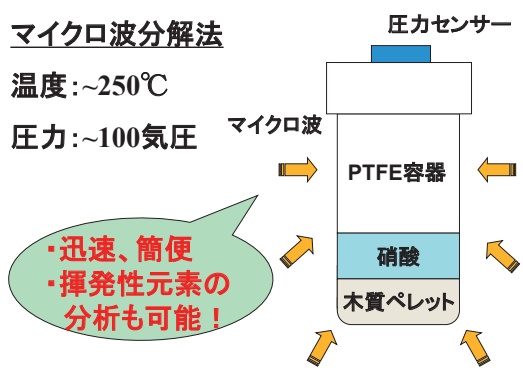 マイクロ波分解法
温度：~250℃
圧力：~100気圧
圧力センサー
マイクロ波
PTFE容器
硝酸
木質ペレット
・迅速、簡便
・揮発性元素の
分析も可能！